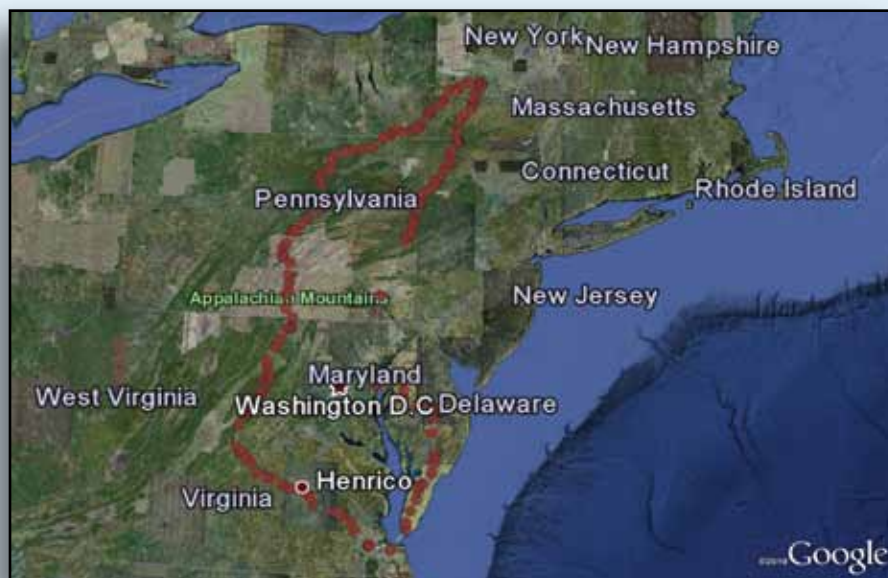 New York New Hampshire
Massachusetts
Connecticut
Rhode Island
Pennsylvania
New Jersey
Appalachian Mountains
Maryland
West Virginia
Washington D.C Delaware
Henrico
Virginia
Google